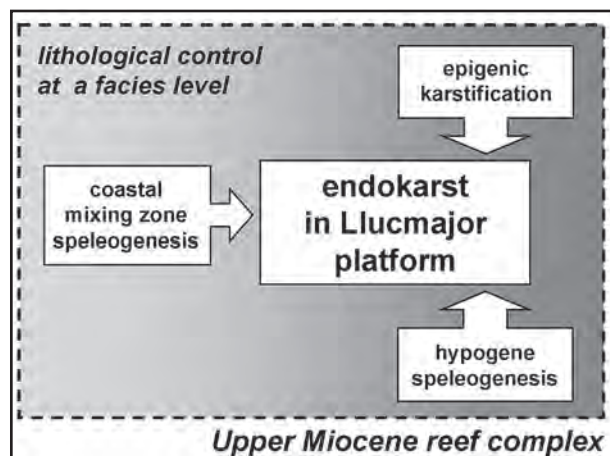 lithological control
at a facies level
epigenic
karstification
coastal
mixing zone
speleogenesis
endokarst
in Llucmajor
platform
hypogene
speleogenesis
Upper Miocene reef complex